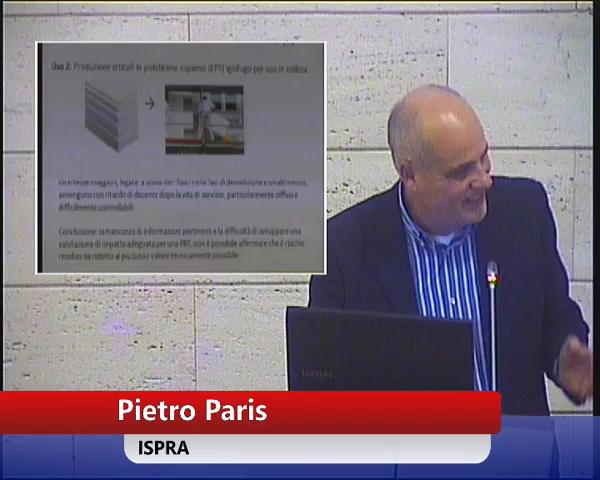 Uso 2: Produzione articoli in polistirene espanso (EPS) ignifugo per uso in edilizia
Incertezze maggiori, legate a stima dei rilasci nelle fasi di demolizione e smaltimento,
avvengono con ritardo di decenni dopo la vita di servizio, particolarmente diffusi e
difficilmente controllabili
Conclusione: la mancanza di informazioni pertinenti e la difficoltà di sviluppare una
valutazione di impatto adeguata per una PBT, non è possibile affermare che il rischio
residuo sia ridotto al più basso valore tecnicamente possibile
Pietro Paris
ISPRA